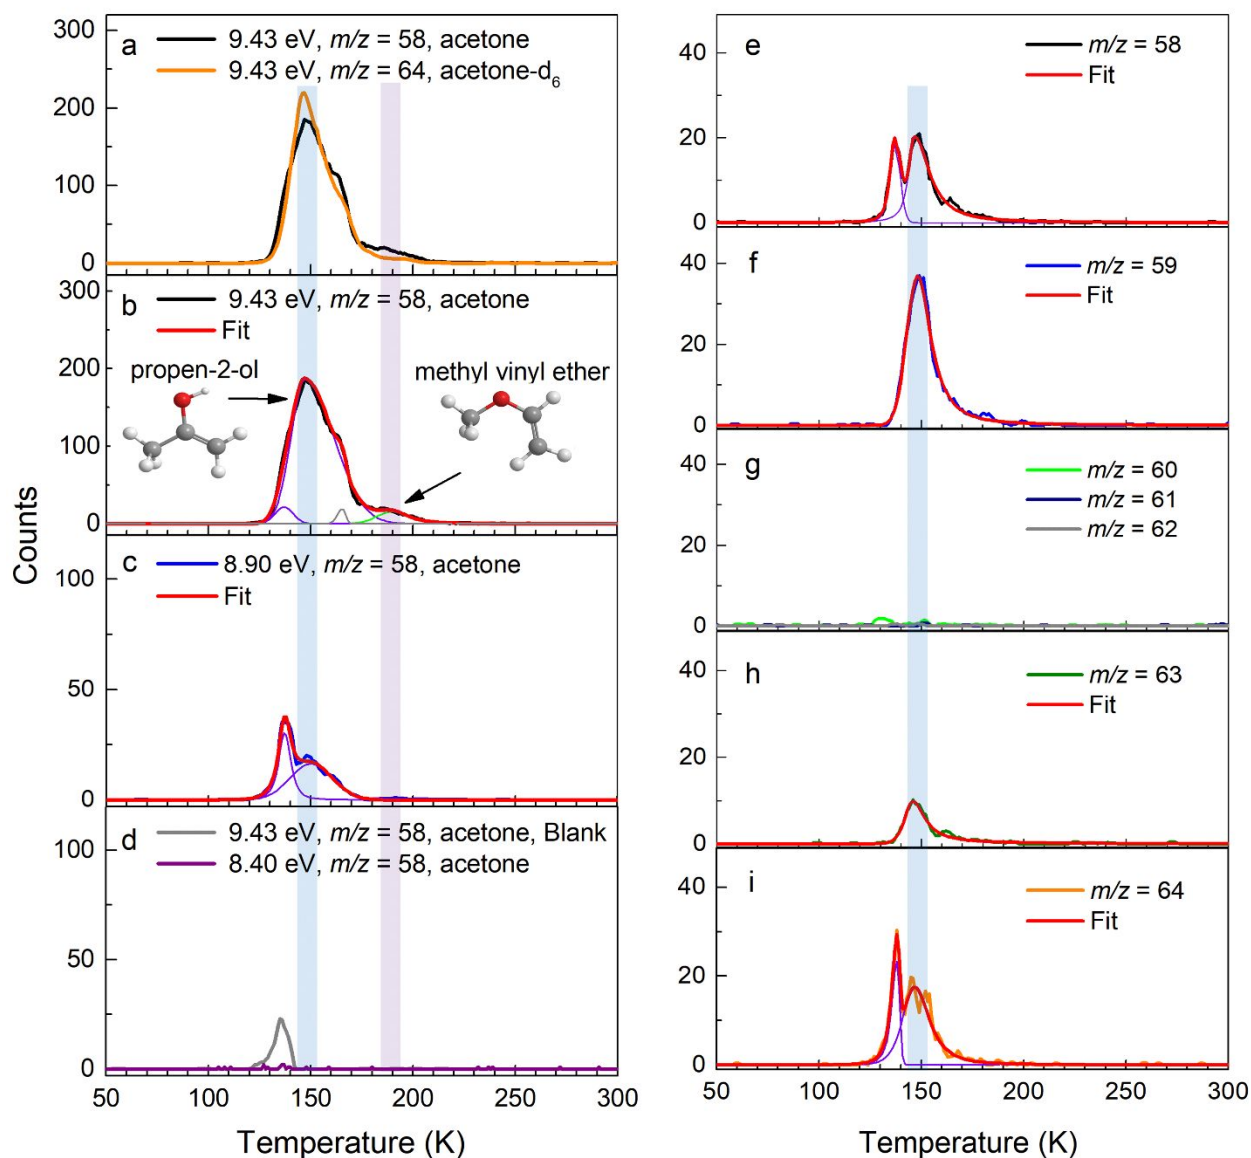 Counts
a
9.43 eV, m/z = 58, acetone
9.43 eV, m/z = 64, acetone-d6
300
200
100
0
b
9.43 eV, m/z = 58, acetone
Fit
propen-2-ol
methyl vinyl ether
300
200
100
0
c
8.90 eV, m/z = 58, acetone
Fit
100
50
0
d
9.43 eV, m/z = 58, acetone, Blank
8.40 eV, m/z = 58, acetone
100
50
0
50 100 150 200 250 300
Temperature (K)
e
m/z = 58
Fit
40
20
0
f
m/z = 59
Fit
40
20
0
g
m/z = 60
m/z = 61
m/z = 62
40
20
0
h
m/z = 63
Fit
40
20
0
i
m/z = 64
Fit
40
20
0
50 100 150 200 250 300
Temperature (K)